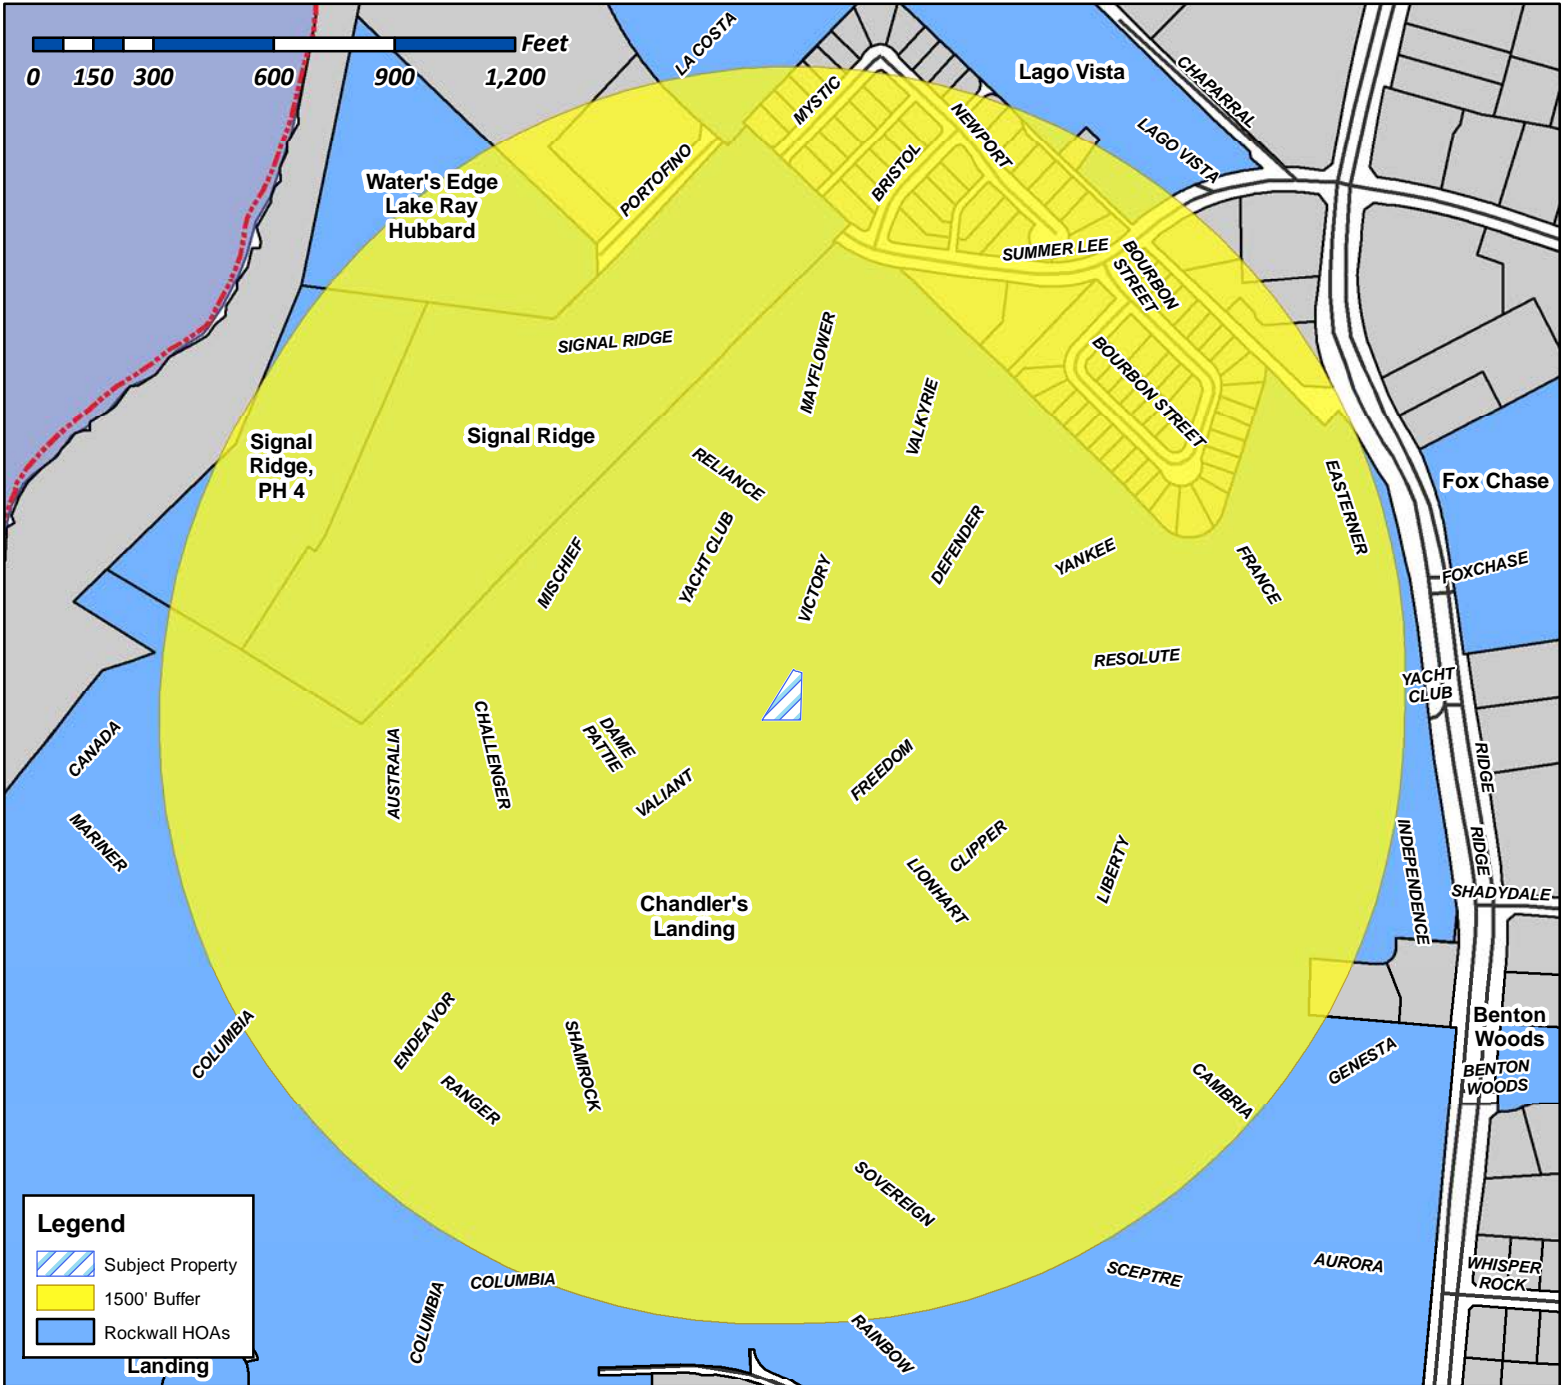 Feet
0 150 300 600 900 1,200
LA COSTA
MYSTIC
Lago Vista
CHAPARRAL
NEWPORT
LAGO VISTA
BRISTOL
PORTOFINO
Water's Edge
Lake Ray
Hubbard
SUMMER LEE
BOURBON
STREET
SIGNAL RIDGE
MAYFLOWER
BOURBON STREET
VALKYRIE
Signal
Ridge,
PH 4
Signal Ridge
RELIANCE
Fox Chase
EASTERNER
YACHT CLUB
MISCHIEF
VICTORY
DEFENDER
YANKEE
FRANCE
FOXCHASE
RESOLUTE
YACHT
CLUB
CANADA
AUSTRALIA
CHALLENGER
DAME
PATTIE
VALIANT
FREEDOM
RIDGE
MARINER
CLIPPER
LIONHART
LIBERTY
INDEPENDENCE
RIDGE
SHADYDALE
Chandler's
Landing
COLUMBIA
ENDEAVOR
RANGER
SHAMROCK
CAMBRIA
GENESTA
Benton
Woods
BENTON
WOODS
SOVEREIGN
SCEPTRE
AURORA
WHISPER
ROCK
COLUMBIA
COLUMBIA
RAINBOW
Legend
Subject Property
1500' Buffer
Rockwall HOAs
Landing